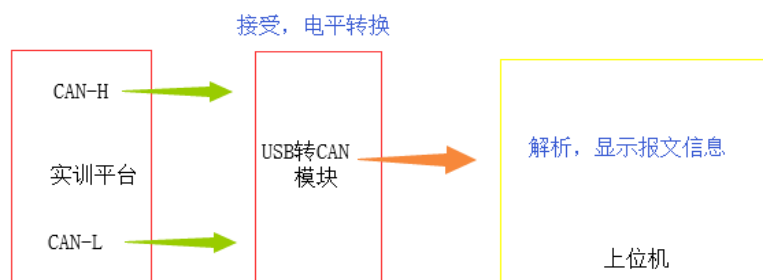 接受，电平转换
CAN-H
USB转CAN
模块
解析，显示报文信息
实训平台
CAN-L
上位机